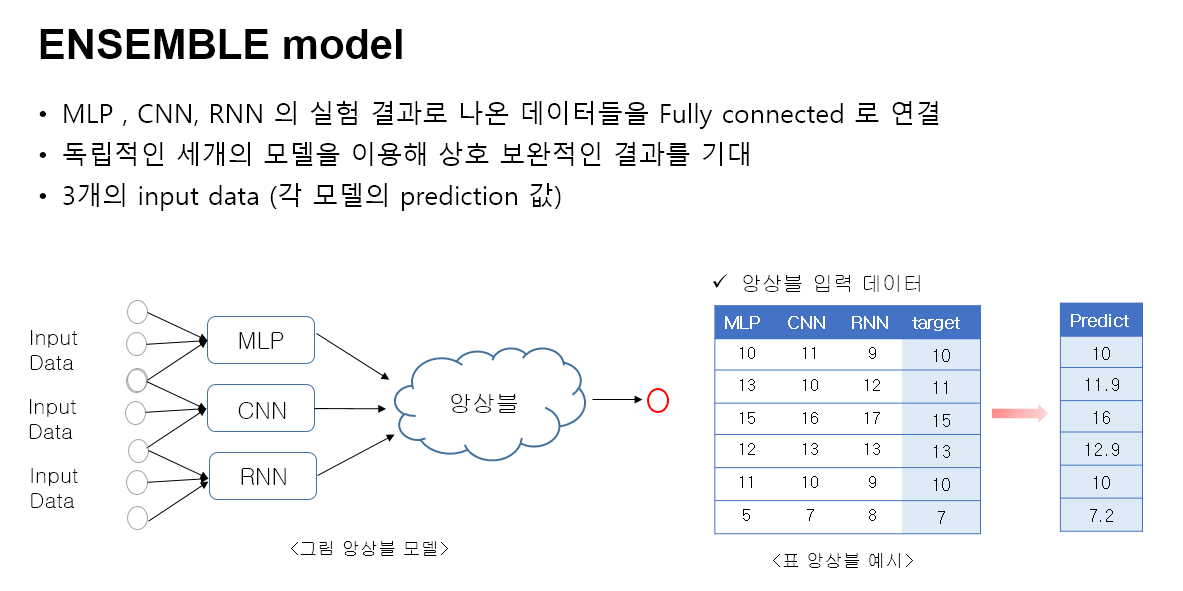 ENSEMBLE model
• MLP , CNN, RNN 의 실험 결과로 나온 데이터들을 Fully connected 로 연결
• 독립적인 세개의 모델을 이용해 상호 보완적인 결과를 기대
• 3개의 input data (각 모델의 prediction 값)
Input
Data
Input
Data
Input
Data
MLP
CNN
RNN
앙상블
<그림 앙상블 모델>
✓ 앙상블 입력 데이터
MLP CNN RNN target
10 11 9 10
13 10 12 11
15 16 17 15
12 13 13 13
11 10 9 10
5 7 8 7
<표 앙상블 예시>
Predict
10
11.9
16
12.9
10
7.2